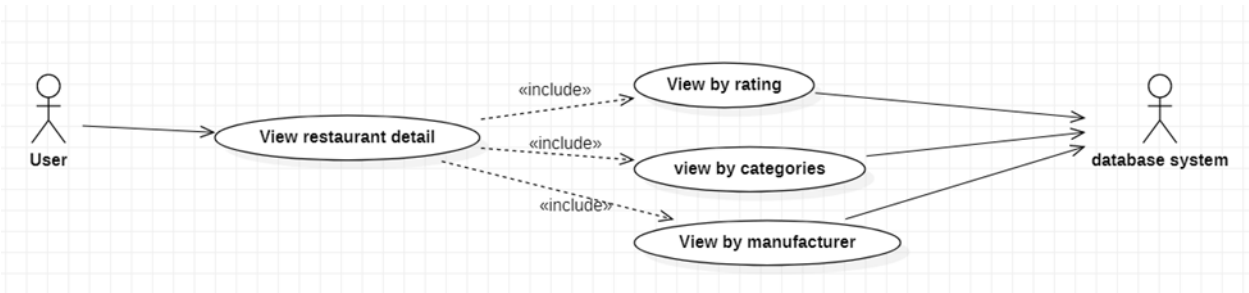 User
View restaurant detail
«include»
«include»
«include»
View by rating
view by categories
View by manufacturer
database system